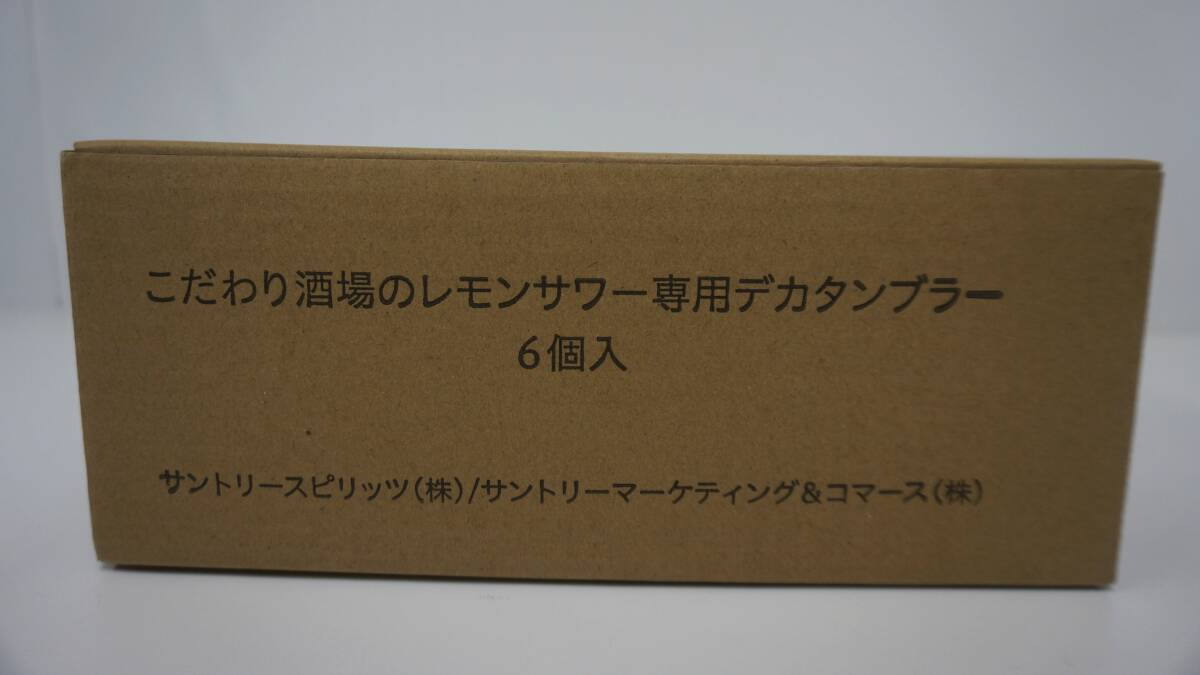 こだわり酒場のレモンサワー専用デカタンブラー
6個入
サントリースピリッツ(株)/サントリーマーケティング&コマース(株)